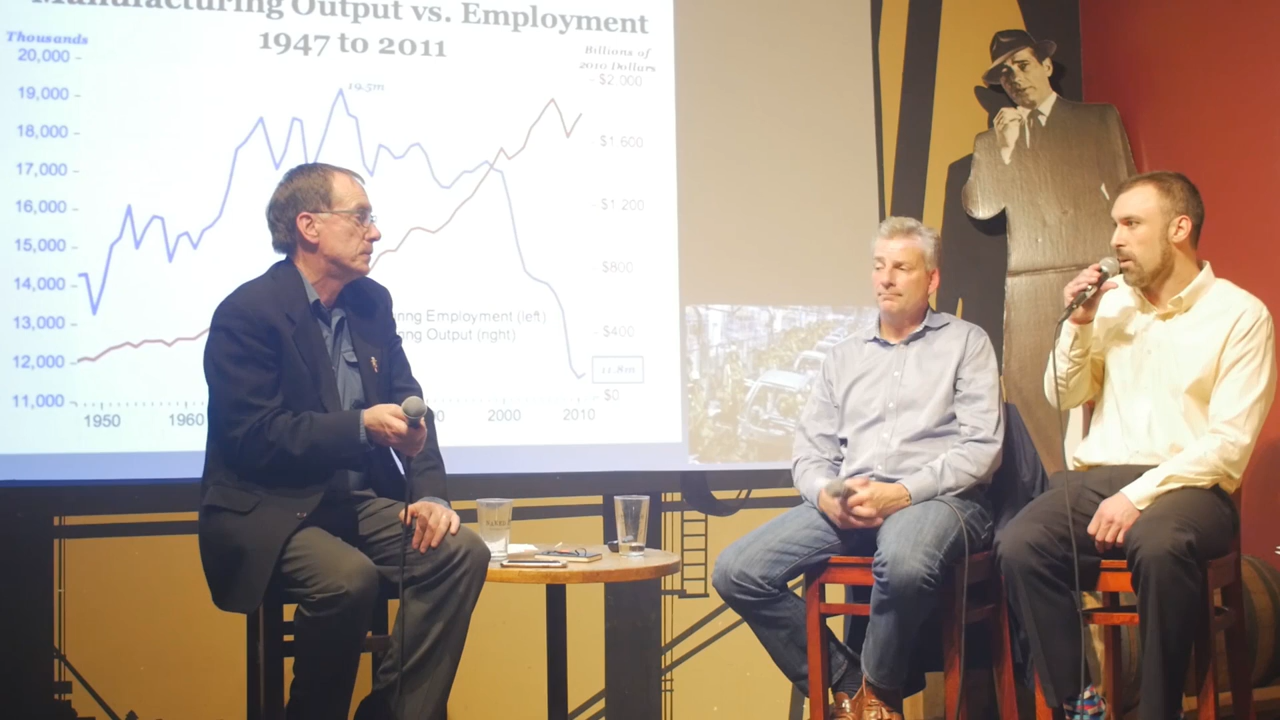 Manufacturing Output vs. Employment
1947 to 2011
Thousands
Billions of
2010 Dollars
20,000
19,000
18,000
17,000
16,000
15,000
14,000
13,000
12,000
11,000
19.5m
$2,000
$1,600
$1,200
$800
$400
$0
ing Employment (left)
ng Output (right)
11.8m
1950
1960
2000
2010